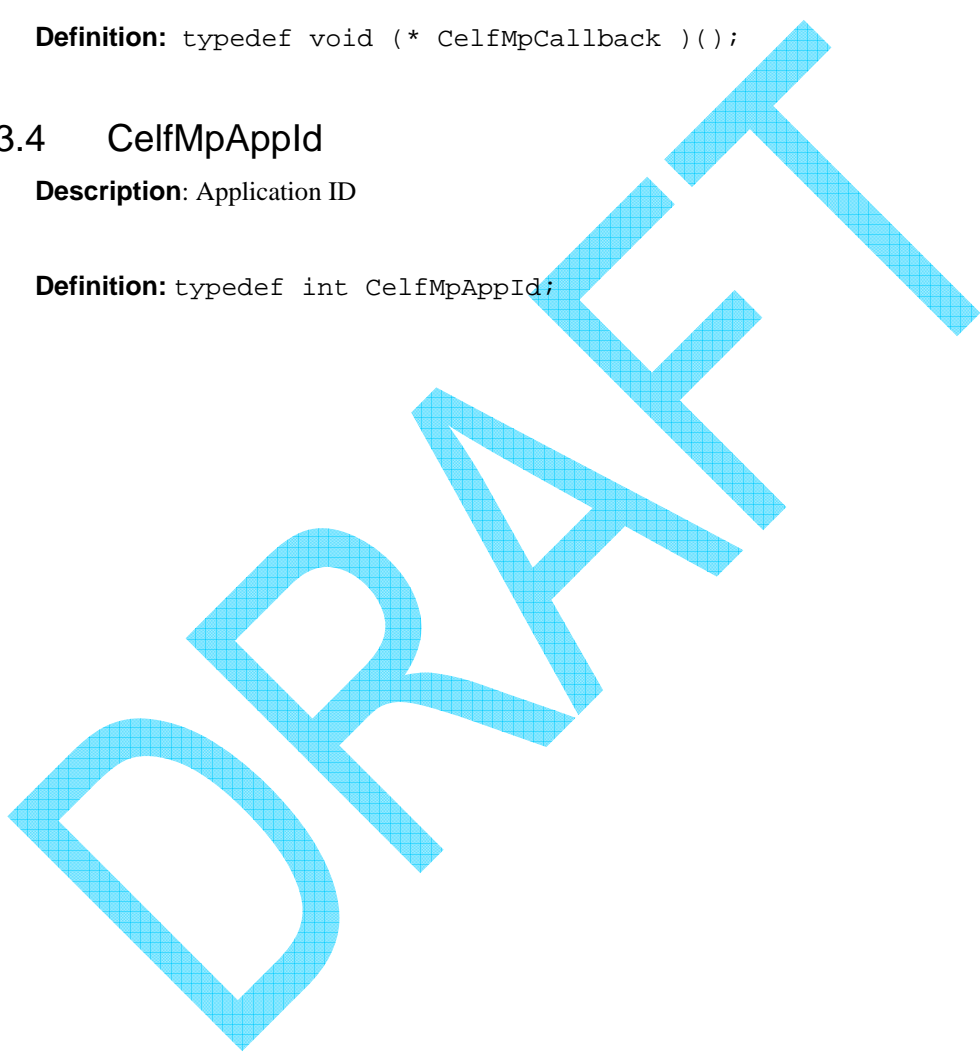 Definition: typedef void (* CelfMpCallback )();
3.4 CelfMpAppId
Description: Application ID
Definition: typedef int CelfMpAppId;
DRAFT